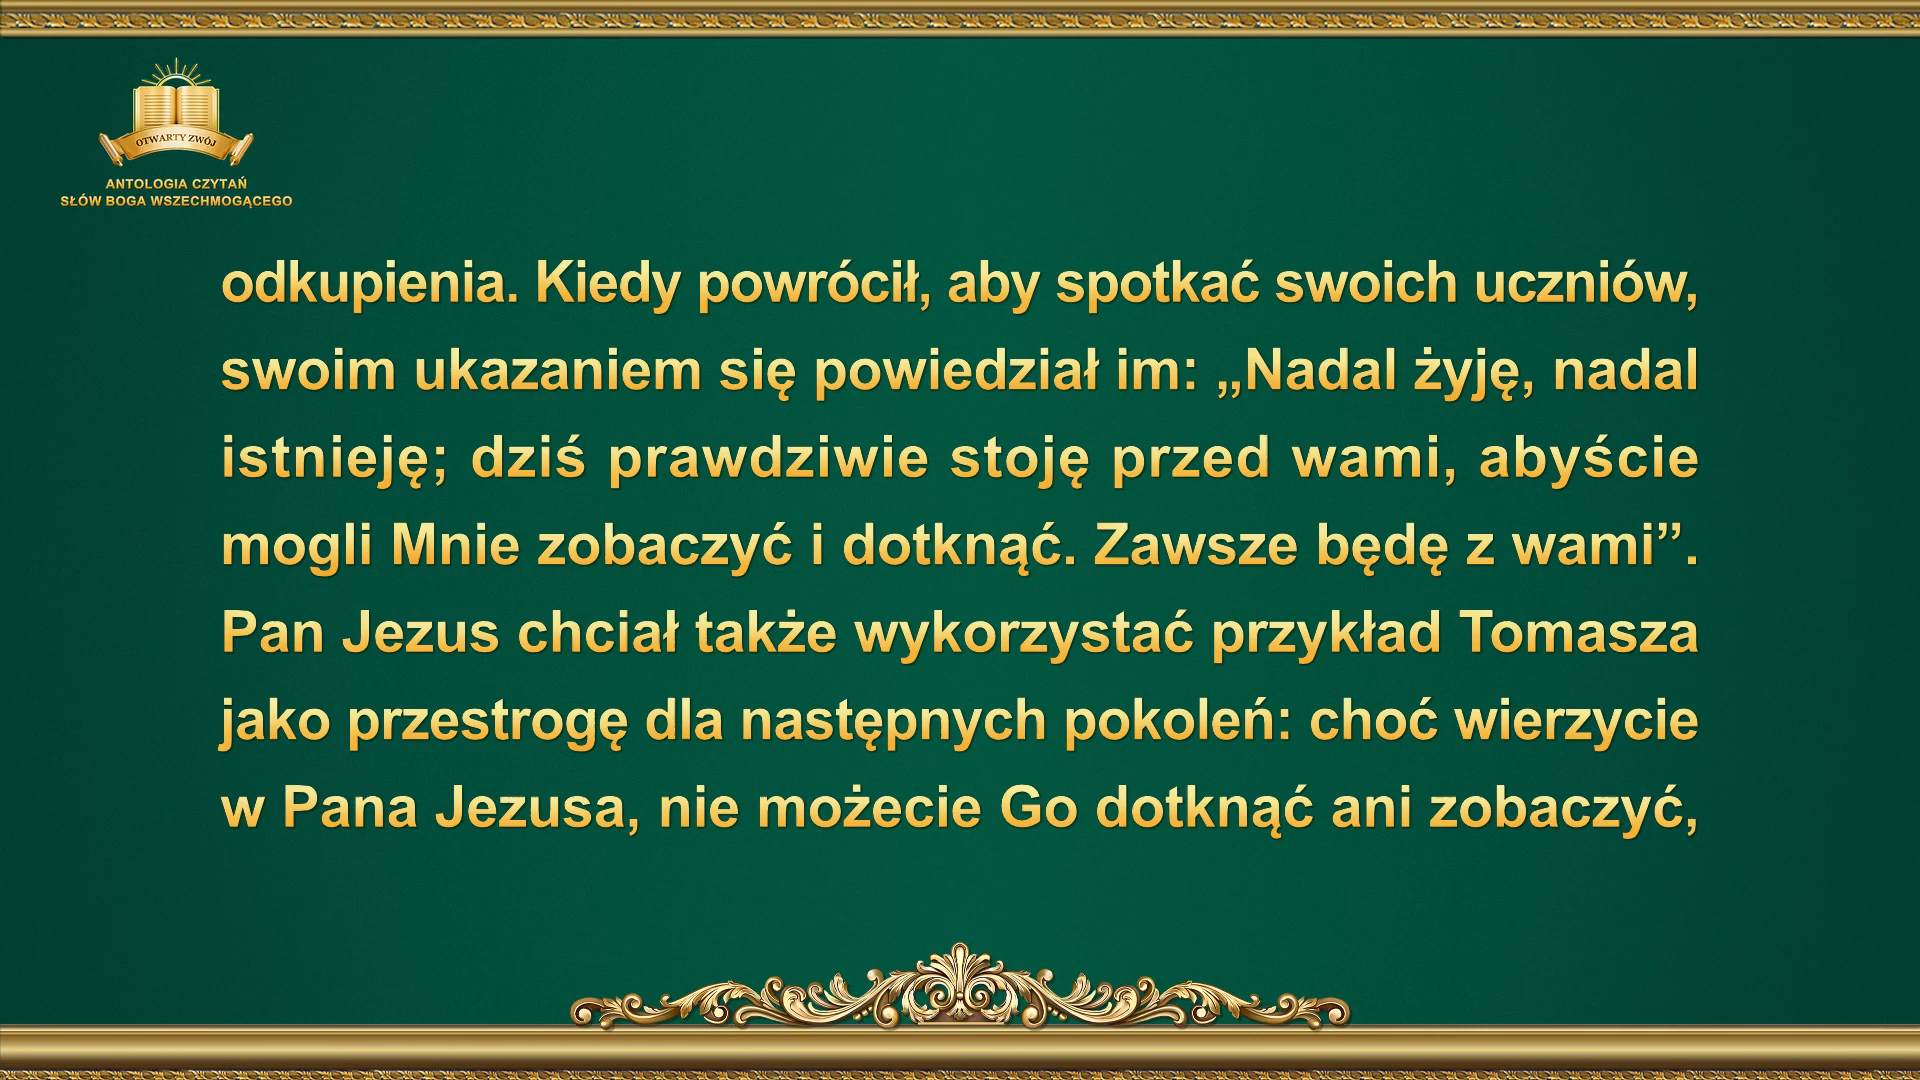 OTWARTY ZWÓJ
ANTOLOGIA CZYTAŃ
SŁÓW BOGA WSZECHMOGĄCEGO
odkupienia. Kiedy powrócił, aby spotkać swoich uczniów,
swoim ukazaniem się powiedział im: „Nadal żyję, nadal
istnieję; dziś prawdziwie stoję przed wami, abyście
mogli Mnie zobaczyć i dotknąć. Zawsze będę z wami”.
Pan Jezus chciał także wykorzystać przykład Tomasza
jako przestrogę dla następnych pokoleń: choć wierzycie
w Pana Jezusa, nie możecie Go dotknąć ani zobaczyć,